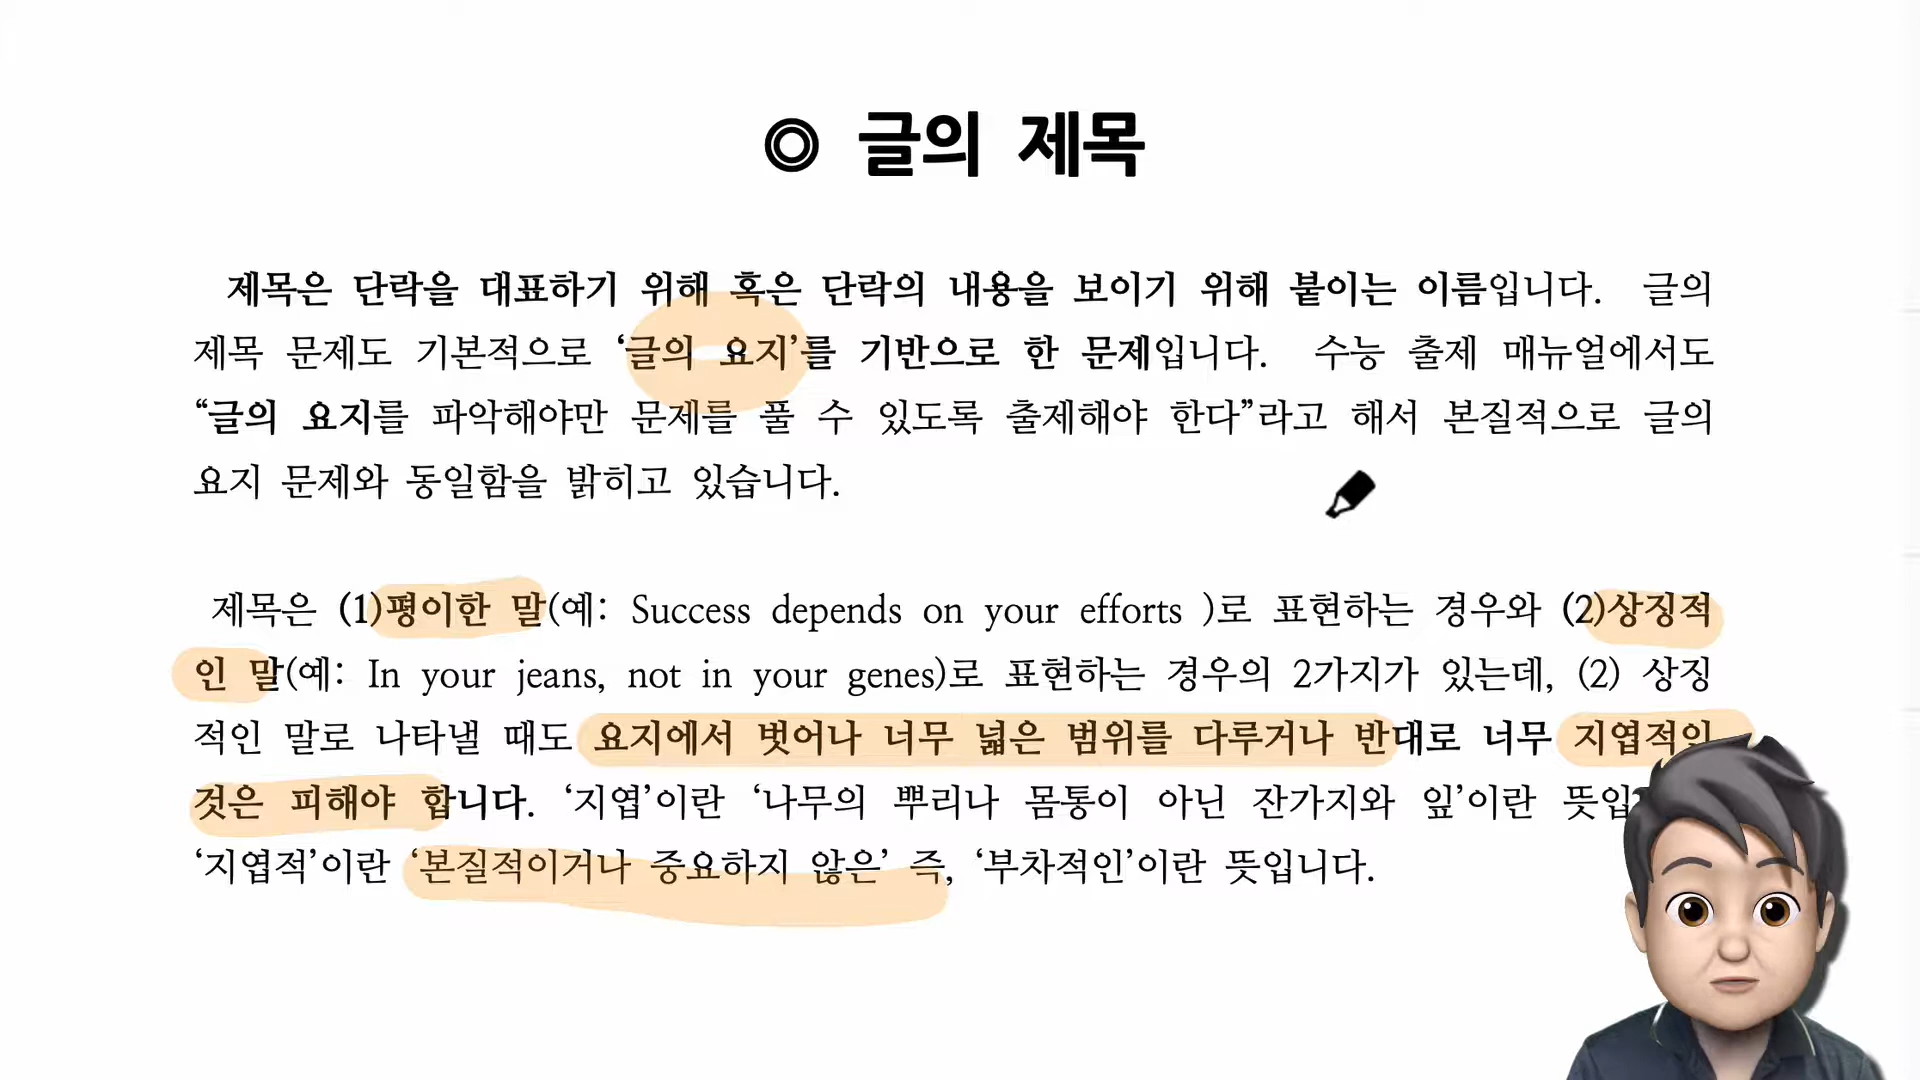 ◎ 글의 제목
제목은 단락을 대표하기 위해 혹은 단락의 내용을 보이기 위해 붙이는 이름입니다. 글의
제목 문제도 기본적으로 ‘글의 요지’를 기반으로 한 문제입니다. 수능 출제 매뉴얼에서도
“글의 요지를 파악해야만 문제를 풀 수 있도록 출제해야 한다”라고 해서 본질적으로 글의
요지 문제와 동일함을 밝히고 있습니다.
제목은 (1)평이한 말(예: Success depends on your efforts )로 표현하는 경우와 (2)상징적
인 말(예: In your jeans, not in your genes)로 표현하는 경우의 2가지가 있는데, (2) 상징
적인 말로 나타낼 때도 요지에서 벗어나 너무 넓은 범위를 다루거나 반대로 너무 지엽적인
것은 피해야 합니다. ‘지엽’이란 ‘나무의 뿌리나 몸통이 아닌 잔가지와 잎’이란
‘지엽적’이란 ‘본질적이거나 중요하지 않은’ 즉, ‘부차적인’이란 뜻입니다.